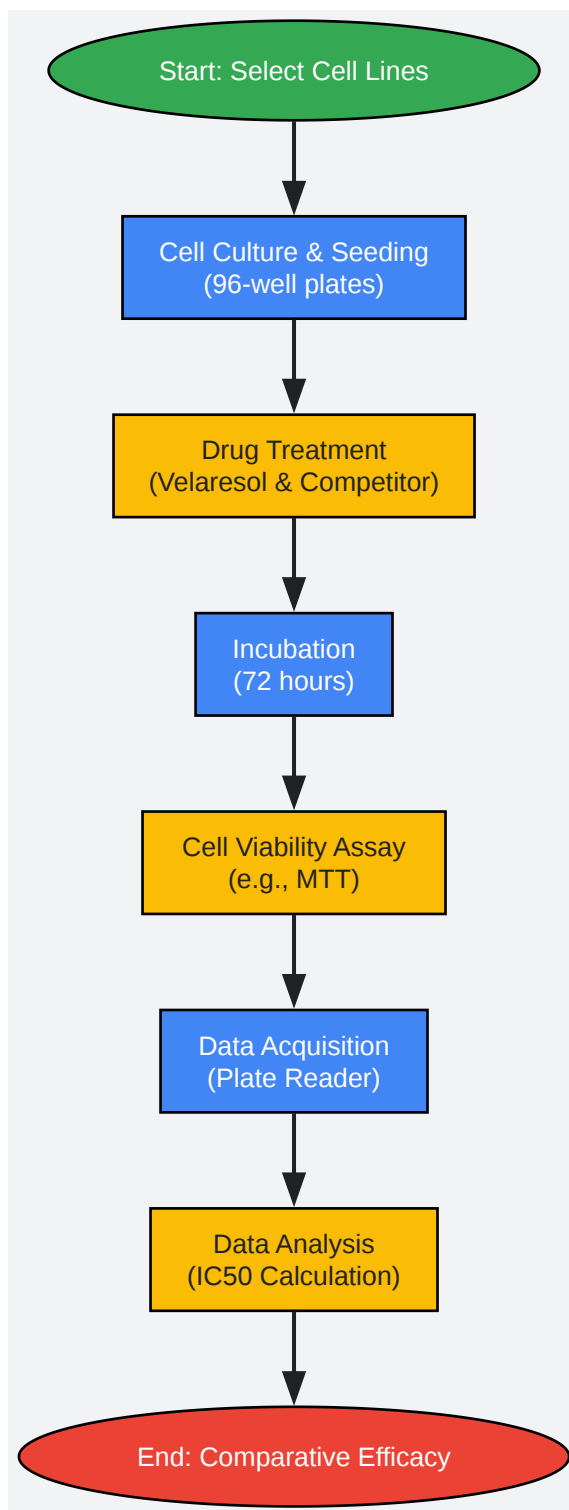 Start: Select Cell Lines
Cell Culture & Seeding
(96-well plates)
Drug Treatment
(Velaresol & Competitor)
Incubation
(72 hours)
Cell Viability Assay
(e.g., MTT)
Data Acquisition
(Plate Reader)
Data Analysis
(IC50 Calculation)
End: Comparative Efficacy